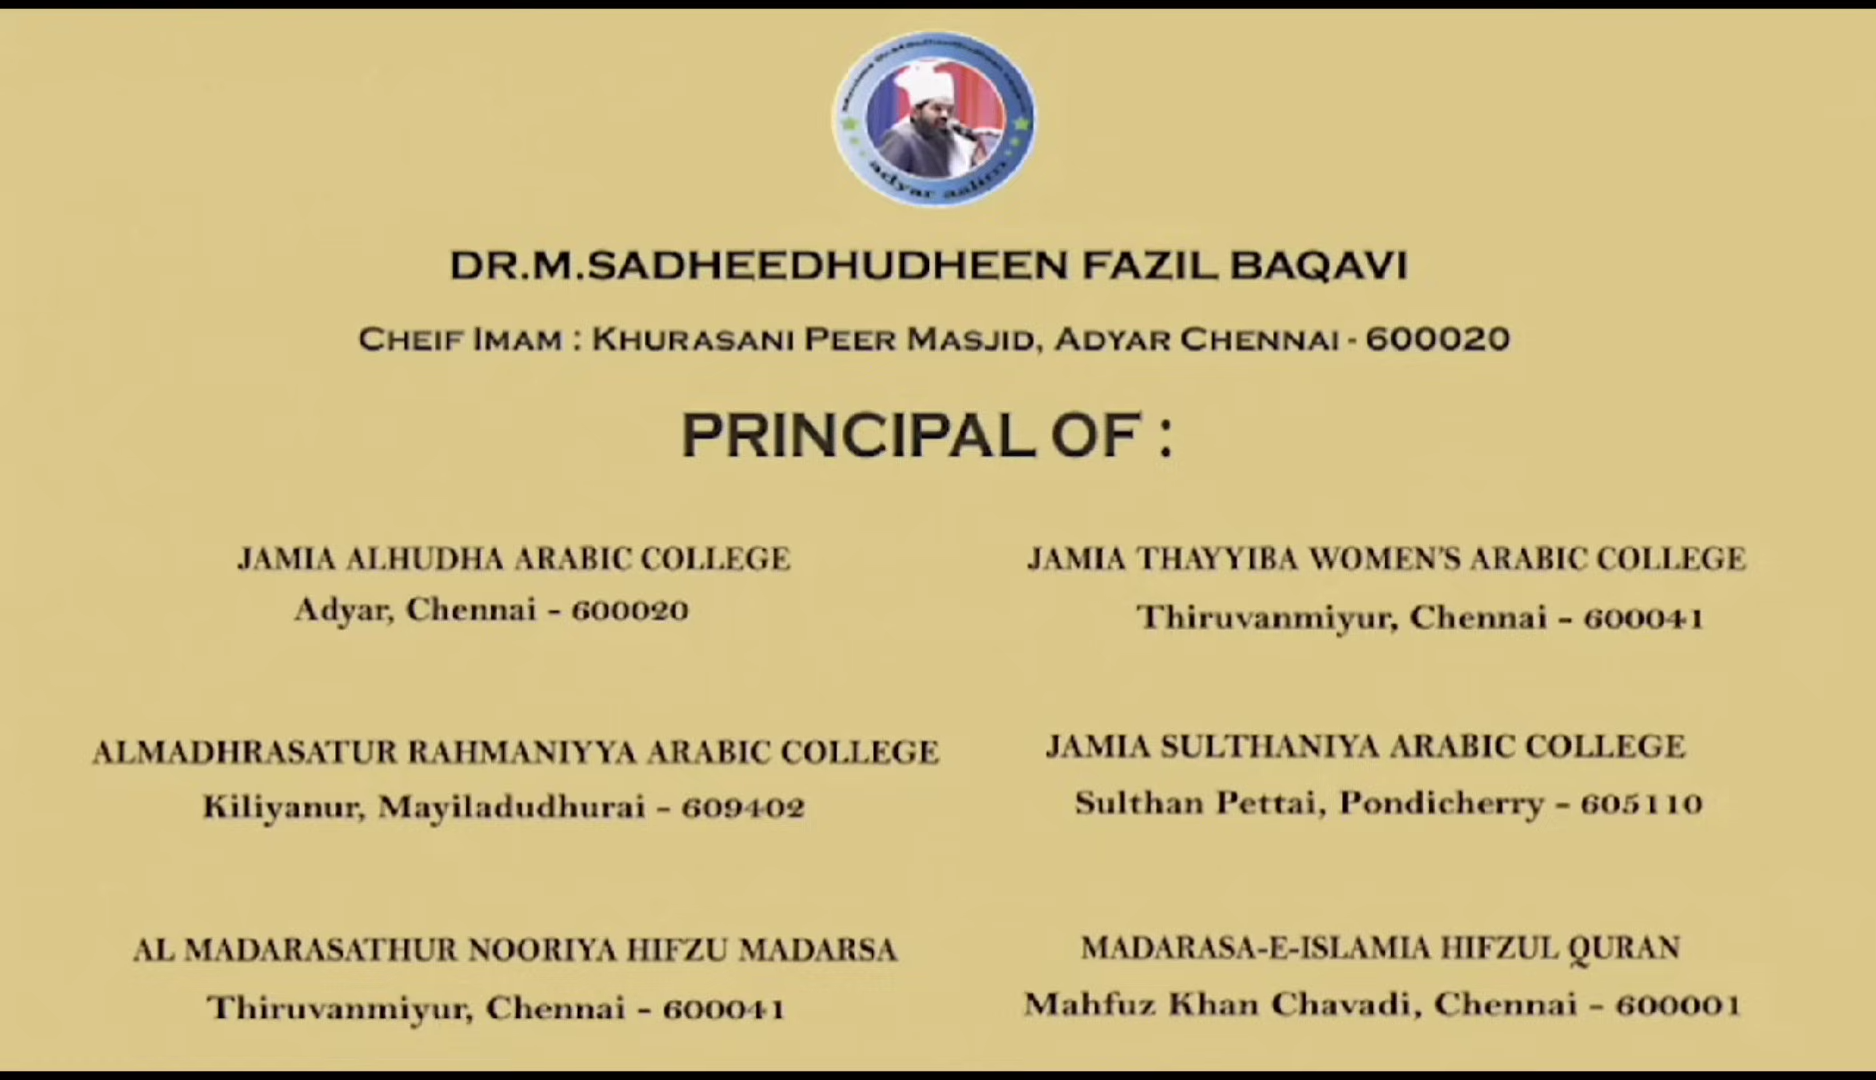 adyar aalim
DR.M.SADHEEDHUDHEEN FAZIL BAQAVI
CHEIF IMAM : KHURASANI PEER MASJID, ADYAR CHENNAI - 600020
PRINCIPAL OF :
JAMIA ALHUDHA ARABIC COLLEGE
Adyar, Chennai - 600020
JAMIA THAYYIBA WOMEN'S ARABIC COLLEGE
Thiruvanmiyur, Chennai - 600041
ALMADHRASATUR RAHMANIYYA ARABIC COLLEGE
Kiliyanur, Mayiladudhurai - 609402
JAMIA SULTHANIYA ARABIC COLLEGE
Sulthan Pettai, Pondicherry - 605110
AL MADARASATHUR NOORIYA HIFZU MADARSA
Thiruvanmiyur, Chennai - 600041
MADARASA-E-ISLAMIA HIFZUL QURAN
Mahfuz Khan Chavadi, Chennai - 600001